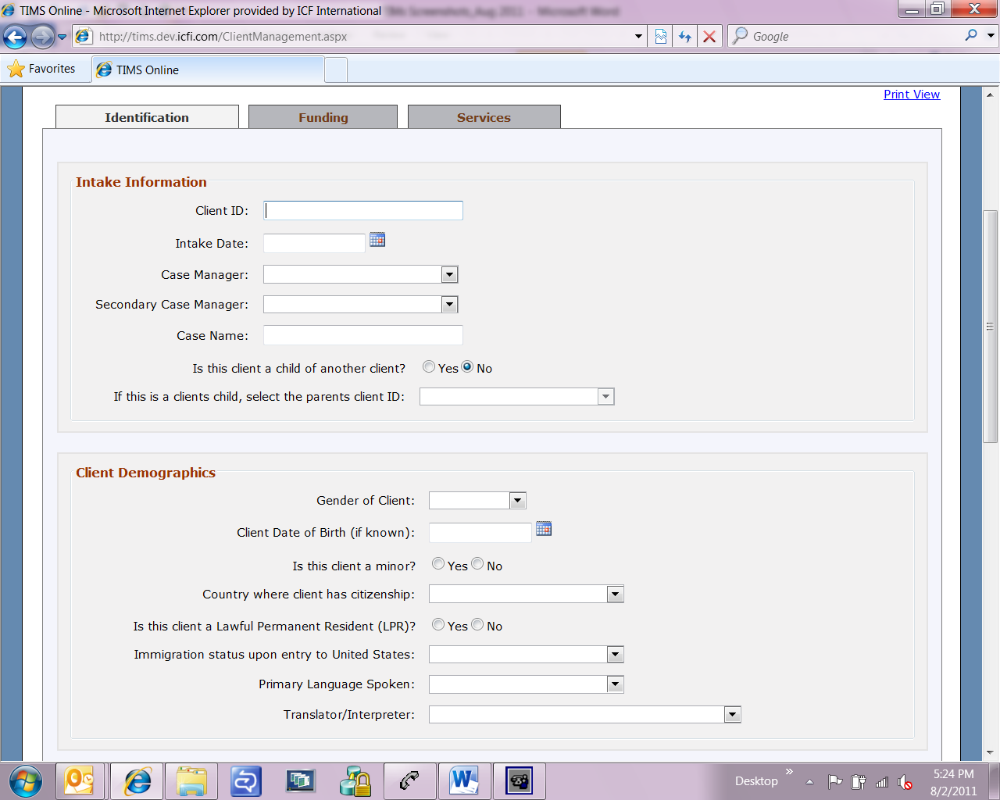 TIMS Online - Microsoft Internet Explorer provided by ICF International
TIMs Screenshots_Aug 2011 - Microsoft Word
http://tims.dev.icfi.com/ClientManagement.aspx
Google
Favorites
TIMS Online
Print View
Identification Funding Services
Intake Information
Client ID:
Intake Date:
Case Manager:
Secondary Case Manager:
Case Name:
Is this client a child of another client? Yes No
If this is a clients child, select the parents client ID:
Client Demographics
Gender of Client:
Client Date of Birth (if known):
Is this client a minor? Yes No
Country where client has citizenship:
Is this client a Lawful Permanent Resident (LPR)? Yes No
Immigration status upon entry to United States:
Primary Language Spoken:
Translator/Interpreter:
Desktop
5:24 PM
8/2/2011